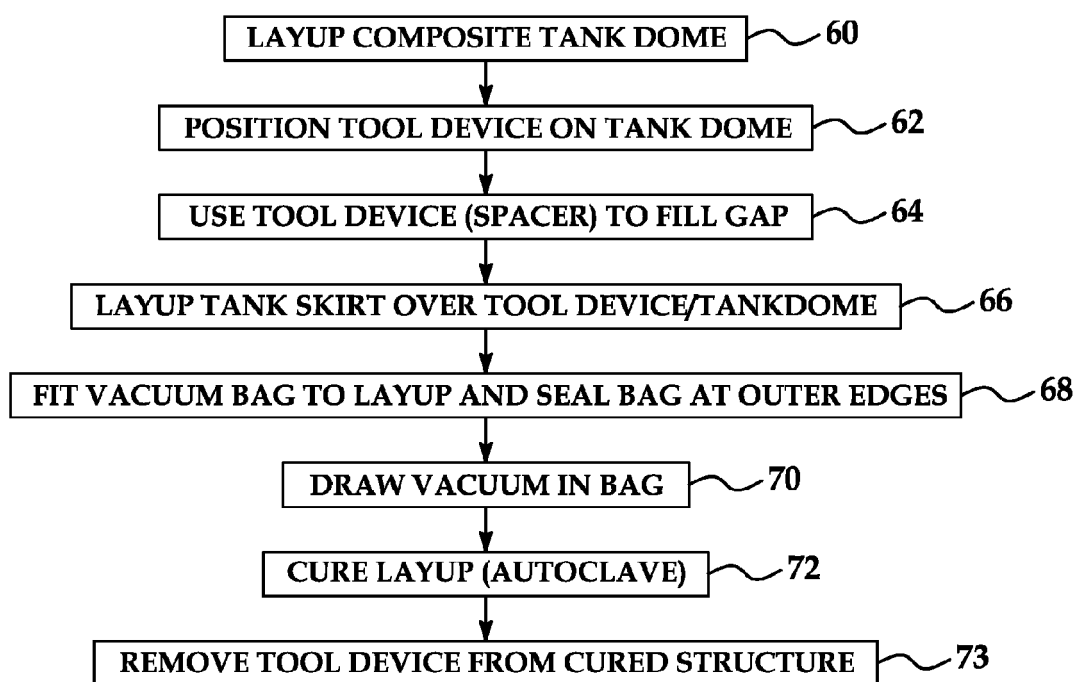 LAYUP COMPOSITE TANK DOME 60
POSITION TOOL DEVICE ON TANK DOME 62
USE TOOL DEVICE (SPACER) TO FILL GAP 64
LAYUP TANK SKIRT OVER TOOL DEVICE/TANKDOME 66
FIT VACUUM BAG TO LAYUP AND SEAL BAG AT OUTER EDGES 68
DRAW VACUUM IN BAG 70
CURE LAYUP (AUTOCLAVE) 72
REMOVE TOOL DEVICE FROM CURED STRUCTURE 73